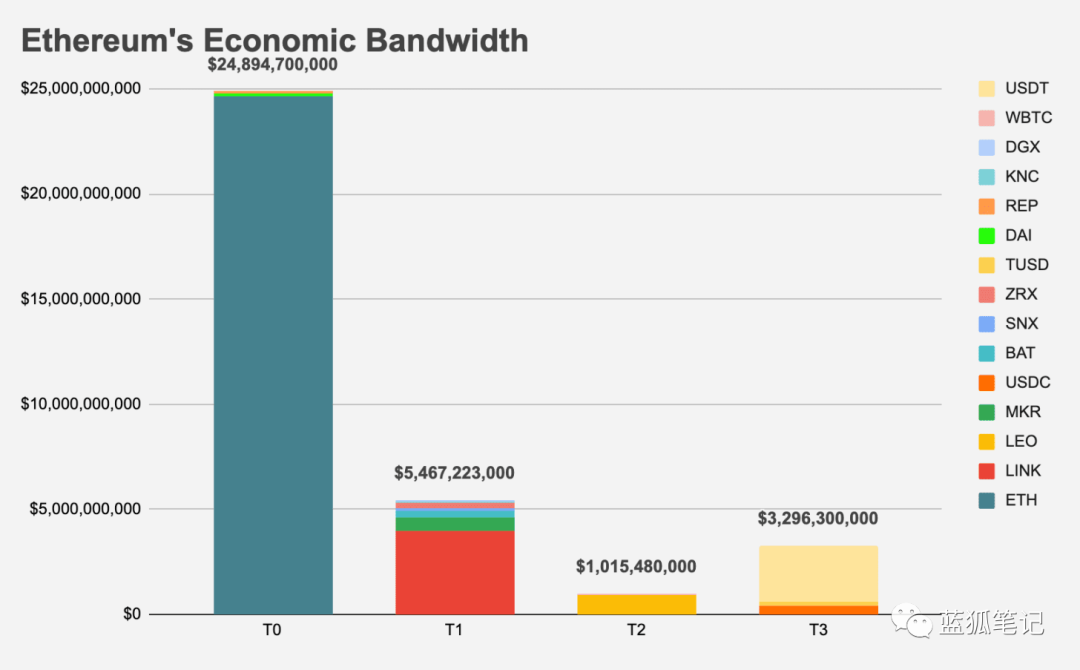 Ethereum's Economic Bandwidth
$24,894,700,000
$25,000,000,000
$20,000,000,000
$15,000,000,000
$10,000,000,000
$5,467,223,000
$5,000,000,000
$3,296,300,000
$1,015,480,000
$0
T0 T1 T2 T3
USDT
WBTC
DGX
KNC
REP
DAI
TUSD
ZRX
SNX
BAT
USDC
MKR
LEO
LINK
ETH
蓝狐笔记